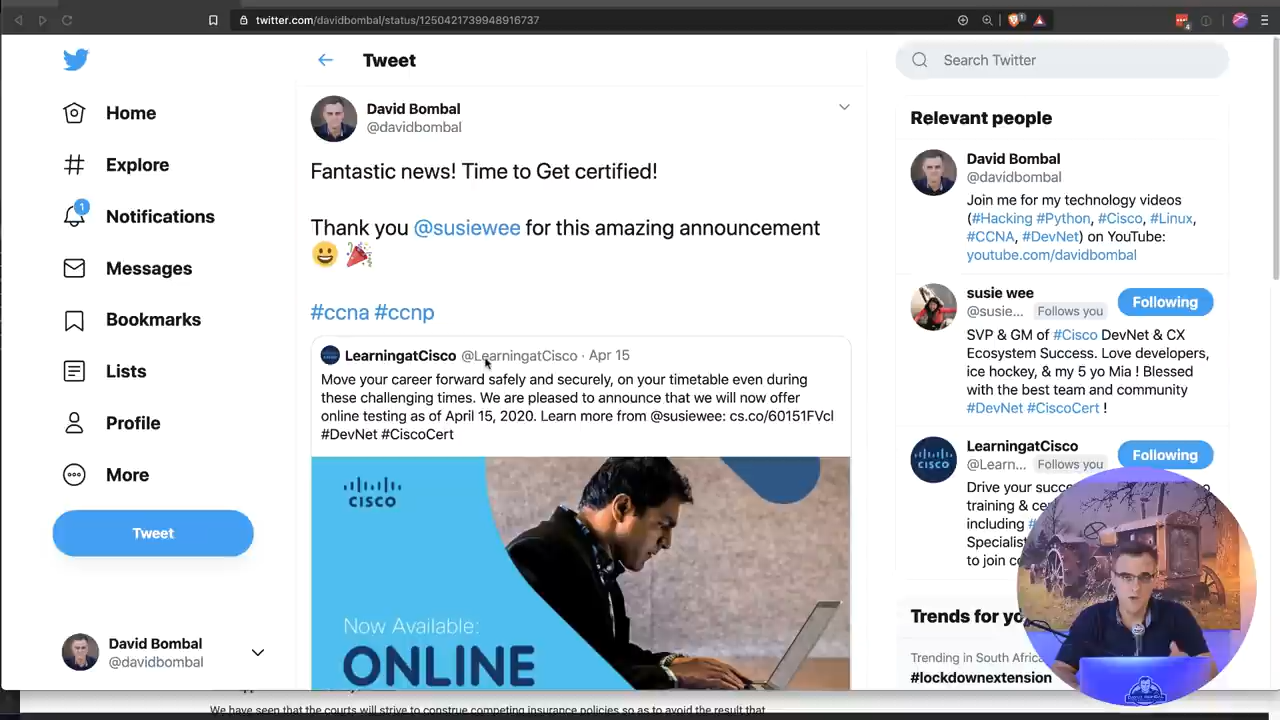 twitter.com/davidbombal/status/1250421739948916737
Home
Explore
1
Notifications
Messages
Bookmarks
Lists
Profile
More
Tweet
David Bombal
@davidbombal
Tweet
David Bombal
@davidbombal
Fantastic news! Time to Get certified!
Thank you @susiewee for this amazing announcement
#ccna #ccnp
LearningatCisco @LearningatCisco · Apr 15
Move your career forward safely and securely, on your timetable even during
these challenging times. We are pleased to announce that we will now offer
online testing as of April 15, 2020. Learn more from @susiewee: cs.co/60151FVcl
#DevNet #CiscoCert
CISCO
Now Available:
ONLINE
Search Twitter
Relevant people
David Bombal
@davidbombal
Join me for my technology videos
(#Hacking #Python, #Cisco, #Linux,
#CCNA, #DevNet) on YouTube:
youtube.com/davidbombal
susie wee
@susie... Follows you
Following
SVP & GM of #Cisco DevNet & CX
Ecosystem Success. Love developers,
ice hockey, & my 5 yo Mia ! Blessed
with the best team and community
#DevNet #CiscoCert !
CISCO
LearningatCisco
@Learn... Follows you
Following
Drive your
training &
including
Specialist
to join
Trends for
Trending in South Africa
#lockdownextension
We have seen that the courts will strive to construe competing insurance policies so as to avoid the result that